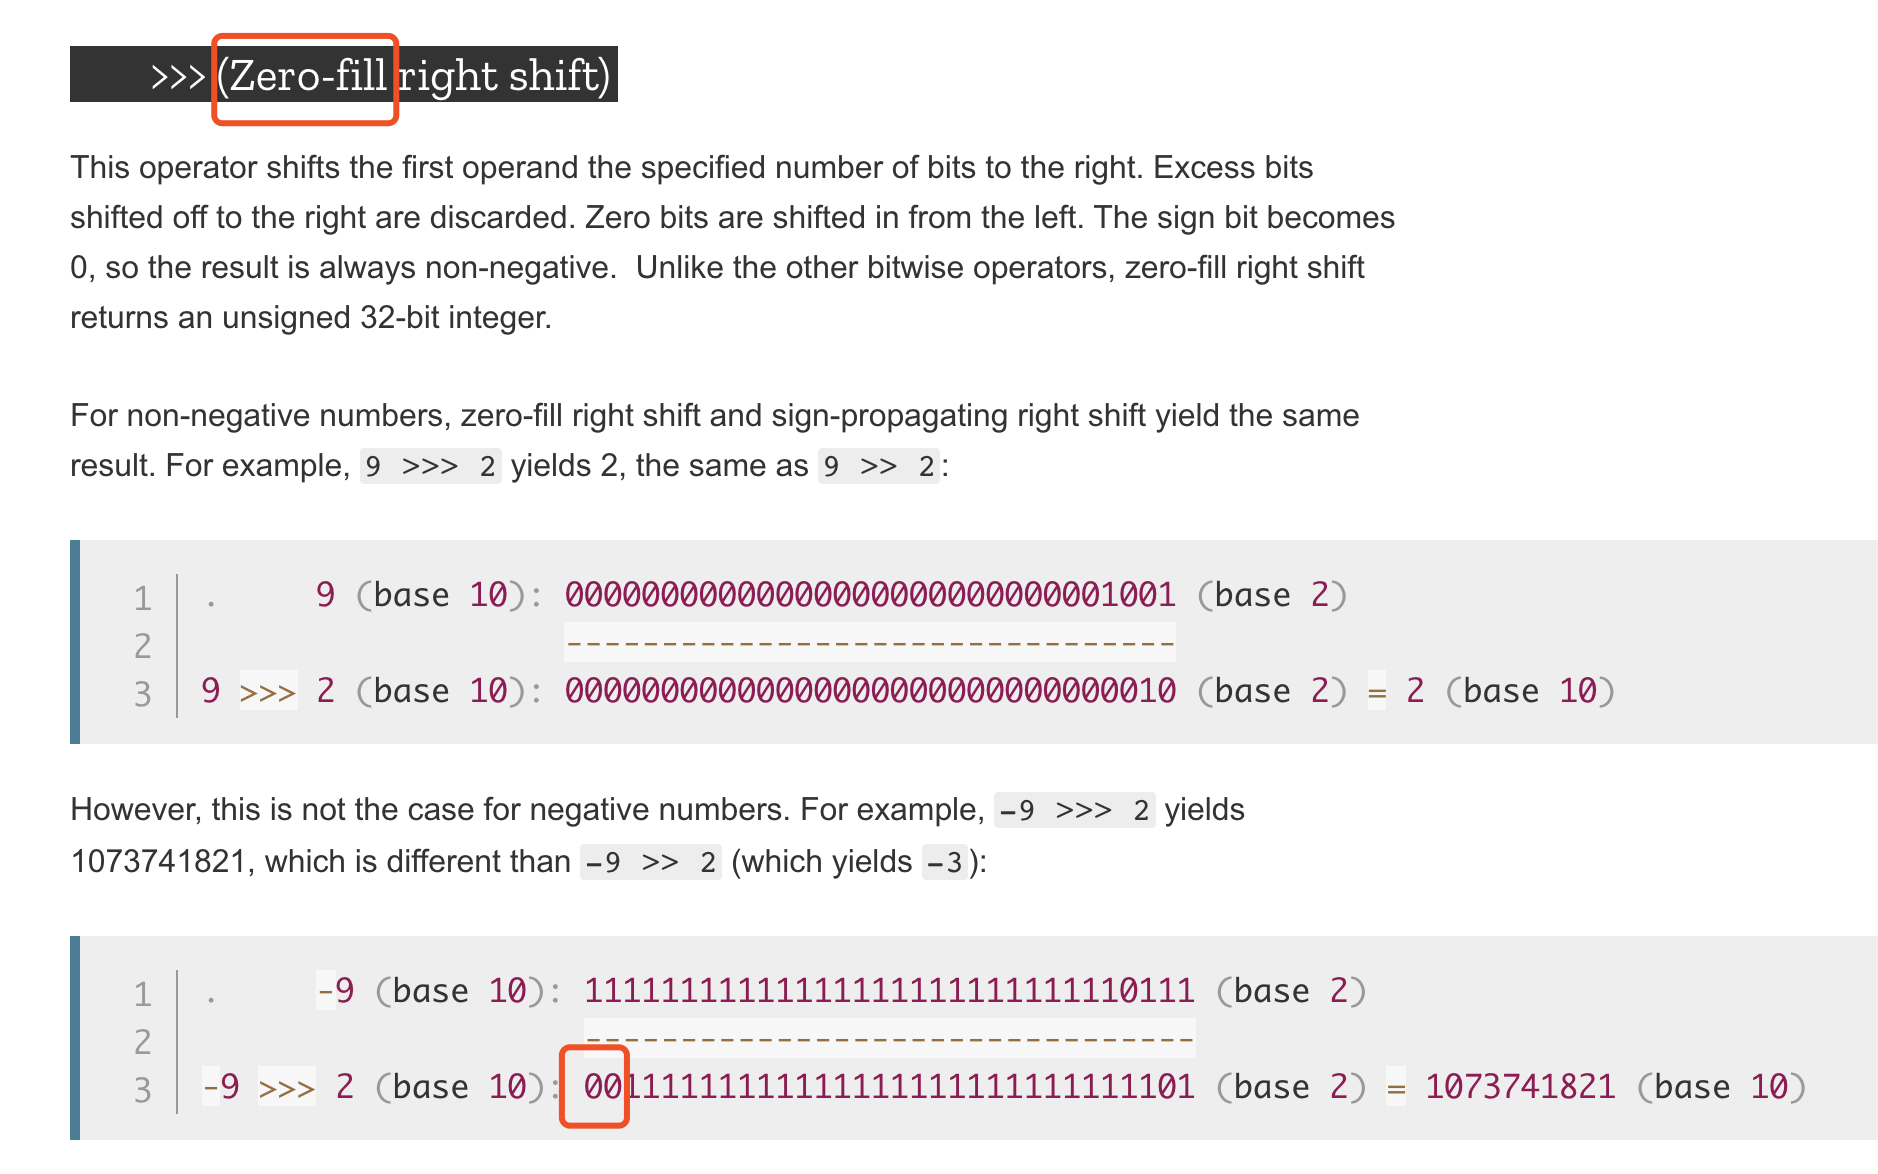 >>> (Zero-fill right shift)
This operator shifts the first operand the specified number of bits to the right. Excess bits
shifted off to the right are discarded. Zero bits are shifted in from the left. The sign bit becomes
0, so the result is always non-negative.  Unlike the other bitwise operators, zero-fill right shift
returns an unsigned 32-bit integer.
For non-negative numbers, zero-fill right shift and sign-propagating right shift yield the same
result. For example, 9 >>> 2 yields 2, the same as 9 >> 2:
1 .     9 (base 10): 00000000000000000000000000001001 (base 2)
2 --------------------------------
3 9 >>> 2 (base 10): 00000000000000000000000000000010 (base 2) = 2 (base 10)
However, this is not the case for negative numbers. For example, -9 >>> 2 yields
1073741821, which is different than -9 >> 2 (which yields -3):
1 .     -9 (base 10): 11111111111111111111111111110111 (base 2)
2 --------------------------------
3 -9 >>> 2 (base 10): 00111111111111111111111111111101 (base 2) = 1073741821 (base 10)